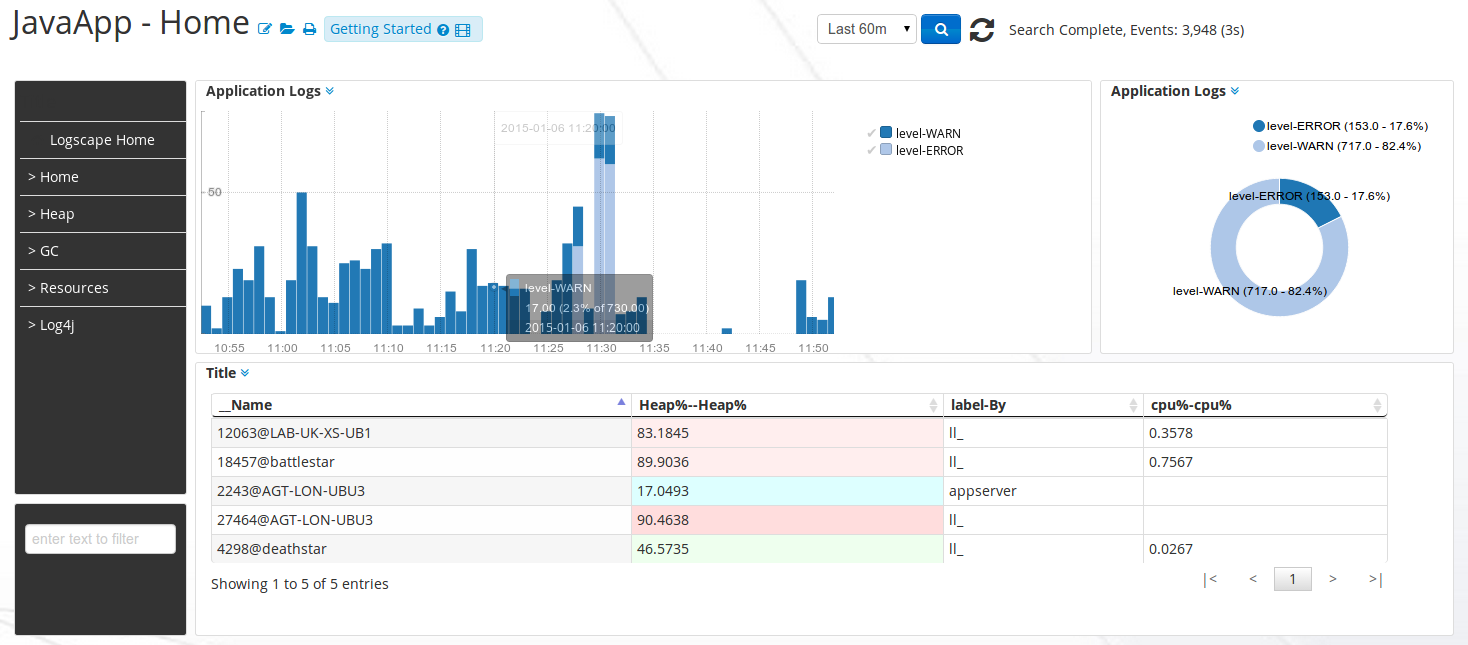 JavaApp - Home
Getting Started
Last 60m
Search Complete, Events: 3,948 (3s)
Logscape Home
> Home
> Heap
> GC
> Resources
> Log4j
enter text to filter
Application Logs
50
2015-01-06 11:20:00
level-WARN
level-ERROR
level-WARN
17.00 (2.3% of 730.00)
2015-01-06 11:20:00
10:55 11:00 11:05 11:10 11:15 11:20 11:25 11:30 11:35 11:40 11:45 11:50
Application Logs
level-ERROR (153.0 - 17.6%)
level-WARN (717.0 - 82.4%)
level-ERROR (153.0 - 17.6%)
level-WARN (717.0 - 82.4%)
Title
__Name Heap%--Heap% label-By cpu%-cpu%
12063@LAB-UK-XS-UB1 83.1845 ll_ 0.3578
18457@battlestar 89.9036 ll_ 0.7567
2243@AGT-LON-UBU3 17.0493 appserver
27464@AGT-LON-UBU3 90.4638 ll_
4298@deathstar 46.5735 ll_ 0.0267
Showing 1 to 5 of 5 entries
|< < 1 > >|